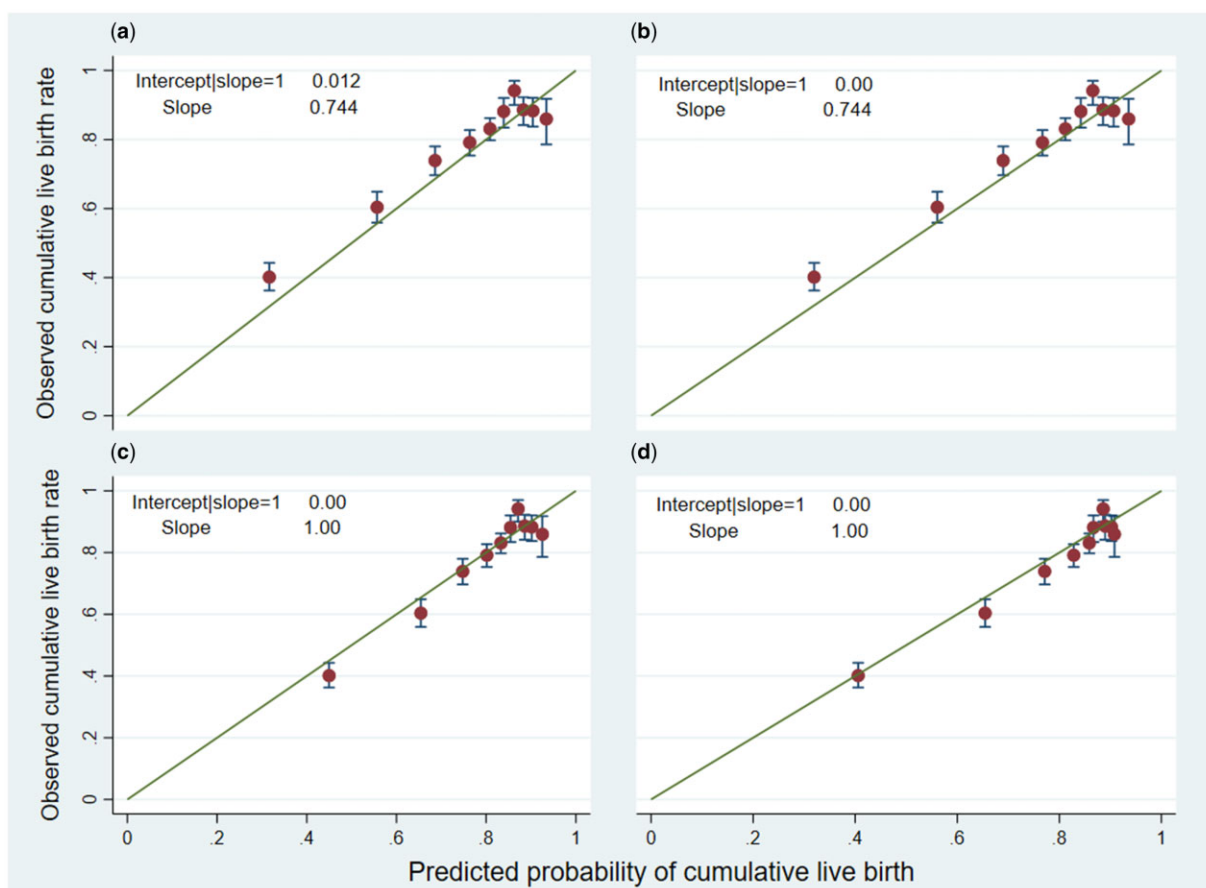 (a)
Intercept|slope=1 0.012
Slope 0.744
Observed cumulative live birth rate
1
.8
.6
.4
.2
0
(b)
Intercept|slope=1 0.00
Slope 0.744
(c)
Intercept|slope=1 0.00
Slope 1.00
Observed cumulative live birth rate
1
.8
.6
.4
.2
0
0 .2 .4 .6 .8 1
(d)
Intercept|slope=1 0.00
Slope 1.00
0 .2 .4 .6 .8 1
Predicted probability of cumulative live birth